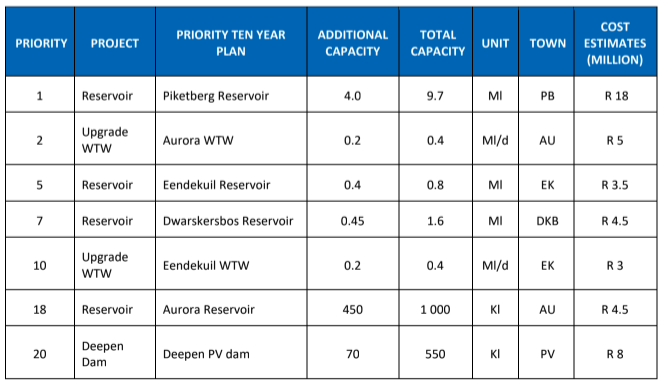 PRIORITY PROJECT PRIORITY TEN YEAR PLAN ADDITIONAL CAPACITY TOTAL CAPACITY UNIT TOWN COST ESTIMATES (MILLION)
1 Reservoir Piketberg Reservoir 4.0 9.7 Ml PB R 18
2 Upgrade WTW Aurora WTW 0.2 0.4 Ml/d AU R 5
5 Reservoir Eendekuil Reservoir 0.4 0.8 Ml EK R 3.5
7 Reservoir Dwarskersbos Reservoir 0.45 1.6 Ml DKB R 4.5
10 Upgrade WTW Eendekuil WTW 0.2 0.4 Ml/d EK R 3
18 Reservoir Aurora Reservoir 450 1 000 Kl AU R 4.5
20 Deepen Dam Deepen PV dam 70 550 Kl PV R 8